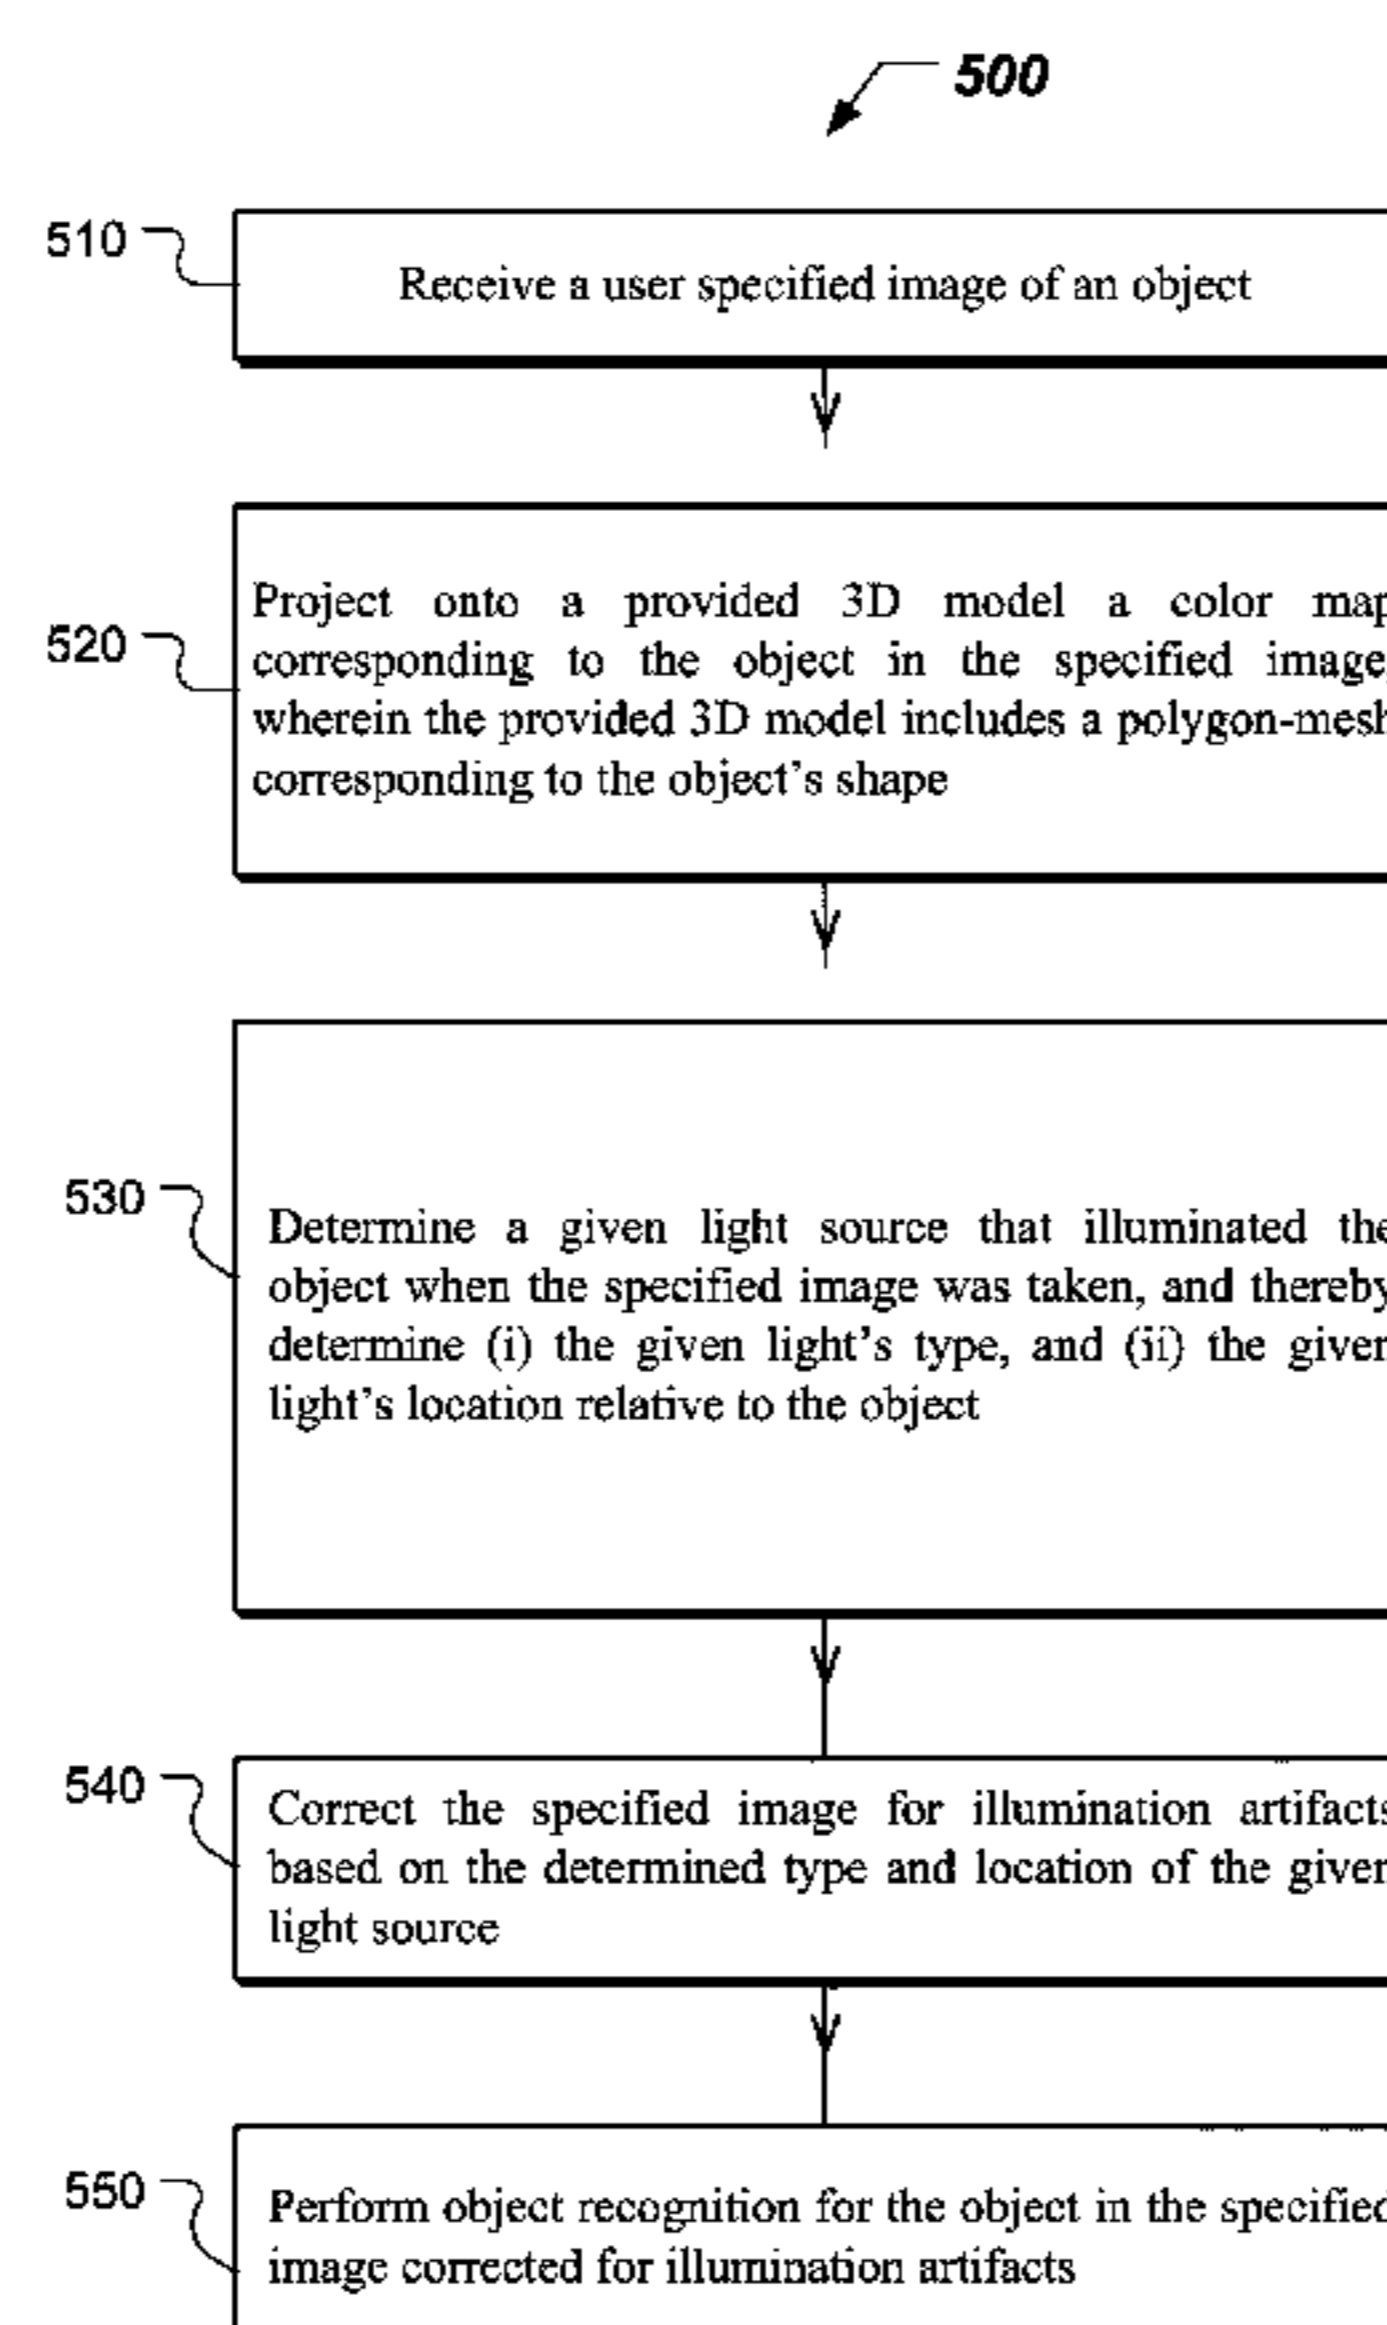 500
510
Receive a user specified image of an object
520
Project onto a provided 3D model a color map
corresponding to the object in the specified image,
wherein the provided 3D model includes a polygon-mesh
corresponding to the object's shape
530
Determine a given light source that illuminated the
object when the specified image was taken, and thereby
determine (i) the given light's type, and (ii) the given
light's location relative to the object
540
Correct the specified image for illumination artifacts
based on the determined type and location of the given
light source
550
Perform object recognition for the object in the specified
image corrected for illumination artifacts